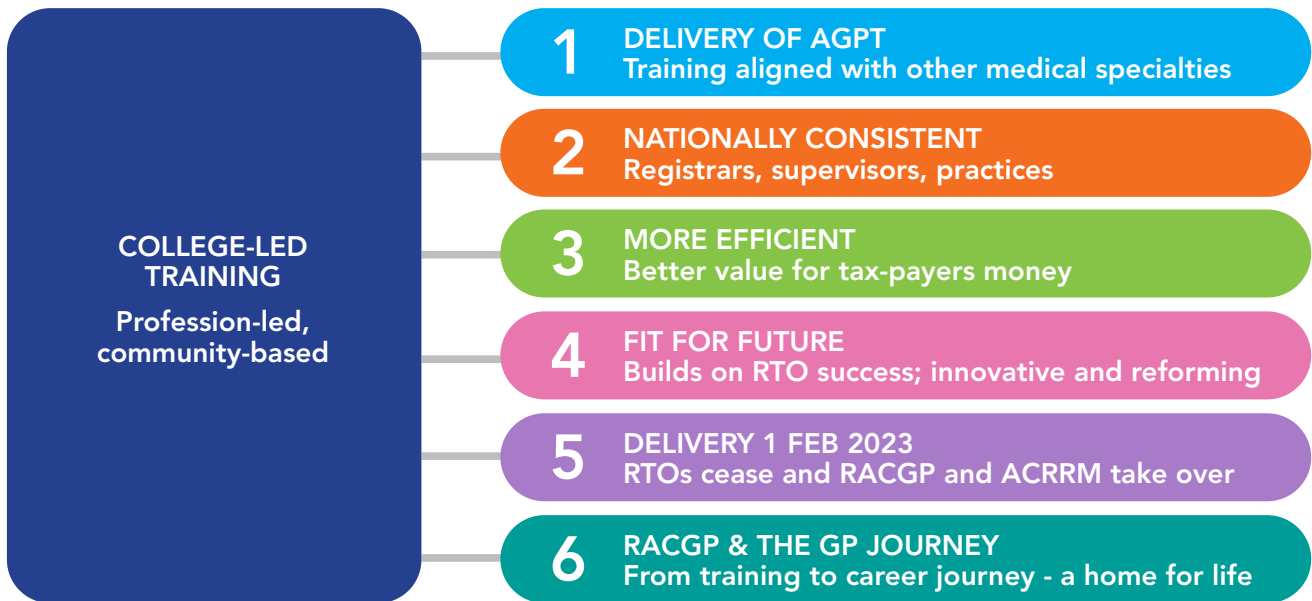 COLLEGE-LED
TRAINING
Profession-led,
community-based
1
DELIVERY OF AGPT
Training aligned with other medical specialties
2
NATIONALLY CONSISTENT
Registrars, supervisors, practices
3
MORE EFFICIENT
Better value for tax-payers money
4
FIT FOR FUTURE
Builds on RTO success; innovative and reforming
5
DELIVERY 1 FEB 2023
RTOs cease and RACGP and ACRRM take over
6
RACGP & THE GP JOURNEY
From training to career journey - a home for life